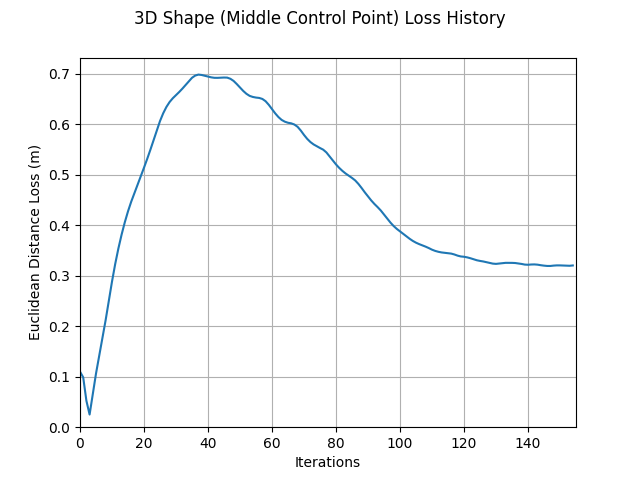 3D Shape (Middle Control Point) Loss History
Euclidean Distance Loss (m)
0.7
0.6
0.5
0.4
0.3
0.2
0.1
0.0
0 20 40 60 80 100 120 140
Iterations